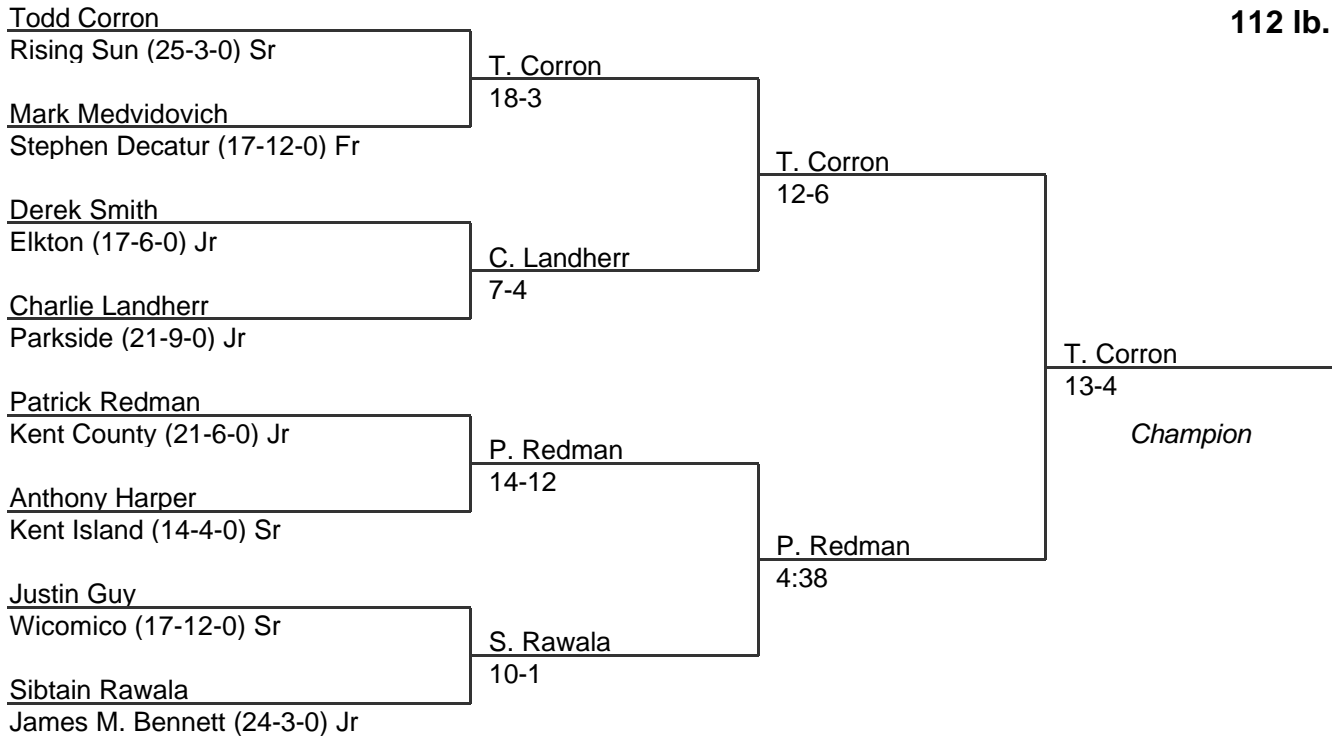 Todd Corron
112 lb.
Rising Sun (25-3-0) Sr
T. Corron
18-3
Mark Medvidovich
Stephen Decatur (17-12-0) Fr
T. Corron
12-6
Derek Smith
Elkton (17-6-0) Jr
C. Landherr
7-4
Charlie Landherr
Parkside (21-9-0) Jr
T. Corron
13-4
Champion
Patrick Redman
Kent County (21-6-0) Jr
P. Redman
14-12
Anthony Harper
Kent Island (14-4-0) Sr
P. Redman
4:38
Justin Guy
Wicomico (17-12-0) Sr
S. Rawala
10-1
Sibtain Rawala
James M. Bennett (24-3-0) Jr